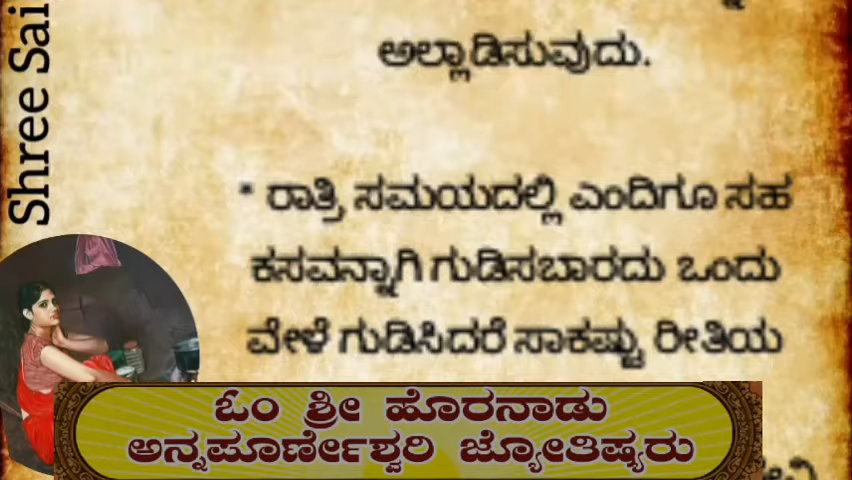 Shree Sai
ಅಲ್ಲಾಡಿಸುವುದು.
* ರಾತ್ರಿ ಸಮಯದಲ್ಲಿ ಎಂದಿಗೂ ಸಹ
ಕಸವನ್ನಾಗಿ ಗುಡಿಸಬಾರದು ಒಂದು
ವೇಳೆ ಗುಡಿಸಿದರೆ ಸಾಕಷ್ಟು ರೀತಿಯ
ಓಂ ಶ್ರೀ ಹೊರನಾಡು
ಅನ್ನಪೂರ್ಣೇಶ್ವರಿ ಜ್ಯೋತಿಷ್ಯರು